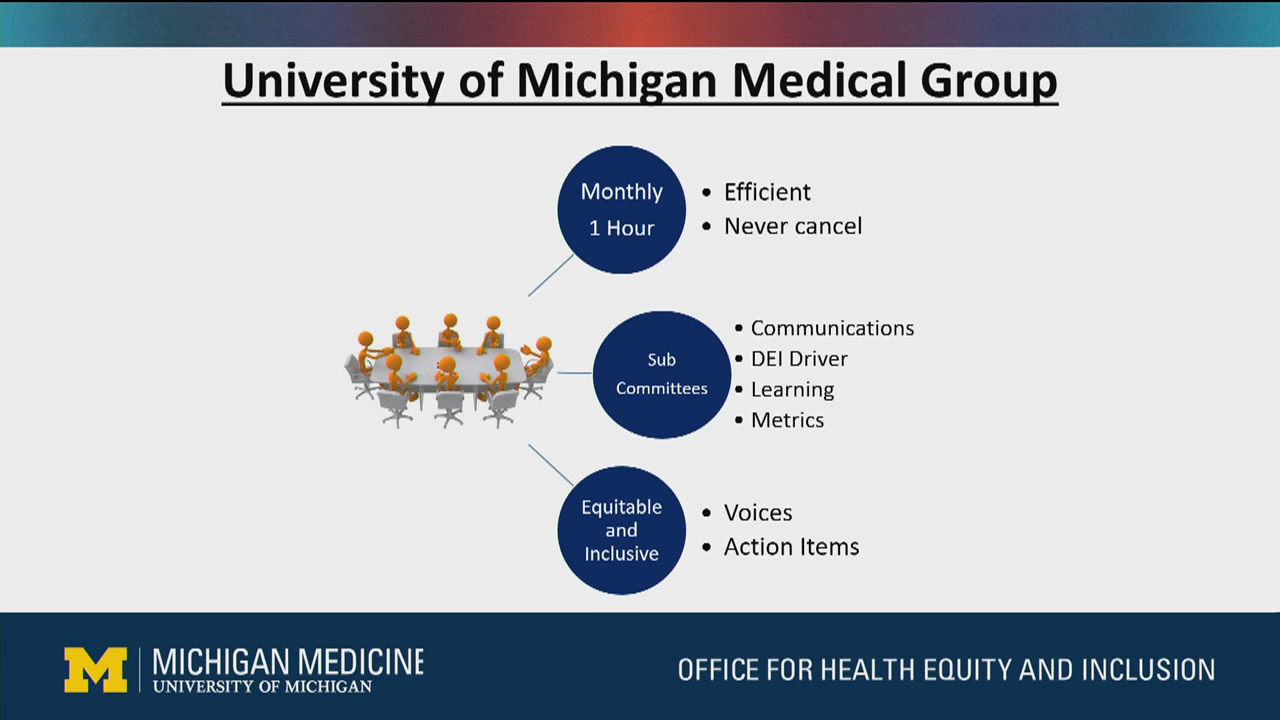 University of Michigan Medical Group
Monthly
1 Hour
• Efficient
• Never cancel
Sub
Committees
• Communications
• DEI Driver
• Learning
• Metrics
Equitable
and
Inclusive
• Voices
• Action Items
M
MICHIGAN MEDICINE
UNIVERSITY OF MICHIGAN
OFFICE FOR HEALTH EQUITY AND INCLUSION